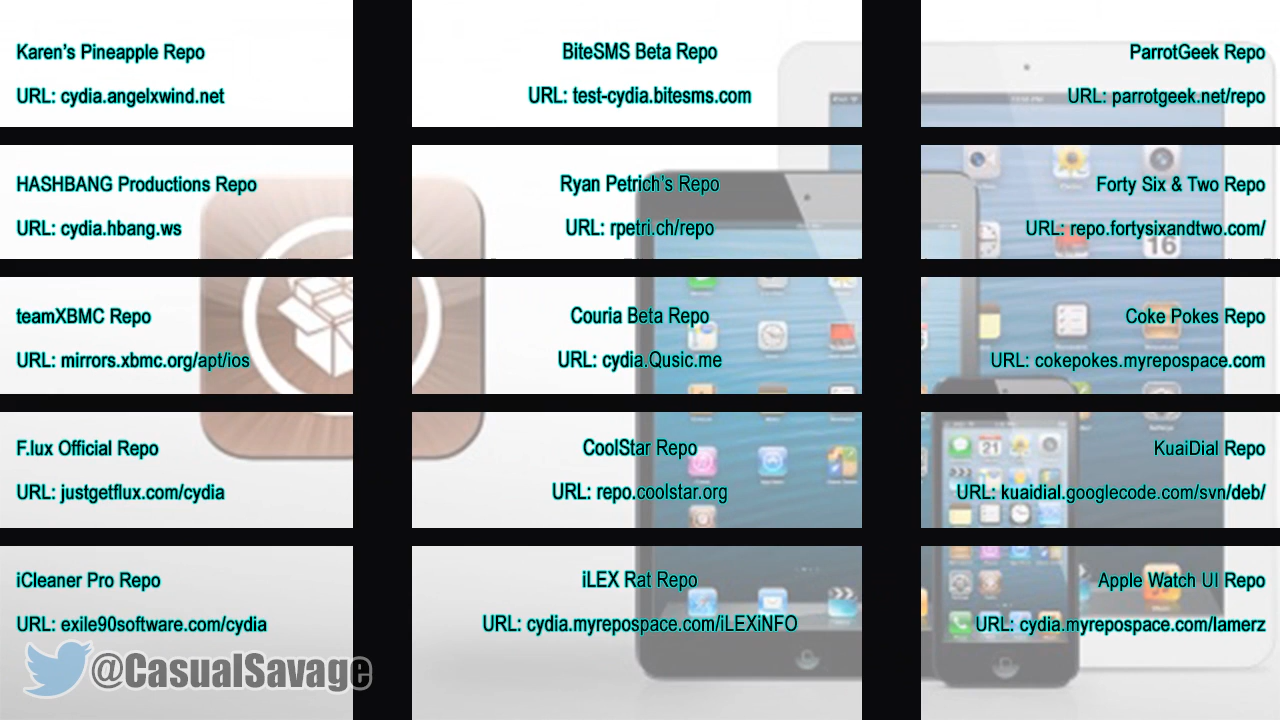 Karen's Pineapple Repo
URL: cydia.angelxwind.net
BiteSMS Beta Repo
URL: test-cydia.bitesms.com
ParrotGeek Repo
URL: parrotgeek.net/repo
HASHBANG Productions Repo
URL: cydia.hbang.ws
Ryan Petrich's Repo
URL: rpetri.ch/repo
Forty Six & Two Repo
URL: repo.fortysixandtwo.com/
16
teamXBMC Repo
URL: mirrors.xbmc.org/apt/ios
Couria Beta Repo
URL: cydia.Qusic.me
Coke Pokes Repo
URL: cokepokes.myrepospace.com
F.lux Official Repo
URL: justgetflux.com/cydia
CoolStar Repo
URL: repo.coolstar.org
KuaiDial Repo
21
URL: kuaidial.googlecode.com/svn/deb/
iCleaner Pro Repo
URL: exile90software.com/cydia
iLEX Rat Repo
URL: cydia.myrepospace.com/iLEXiNFO
Apple Watch UI Repo
URL: cydia.myrepospace.com/lamerz
@CasualSavage